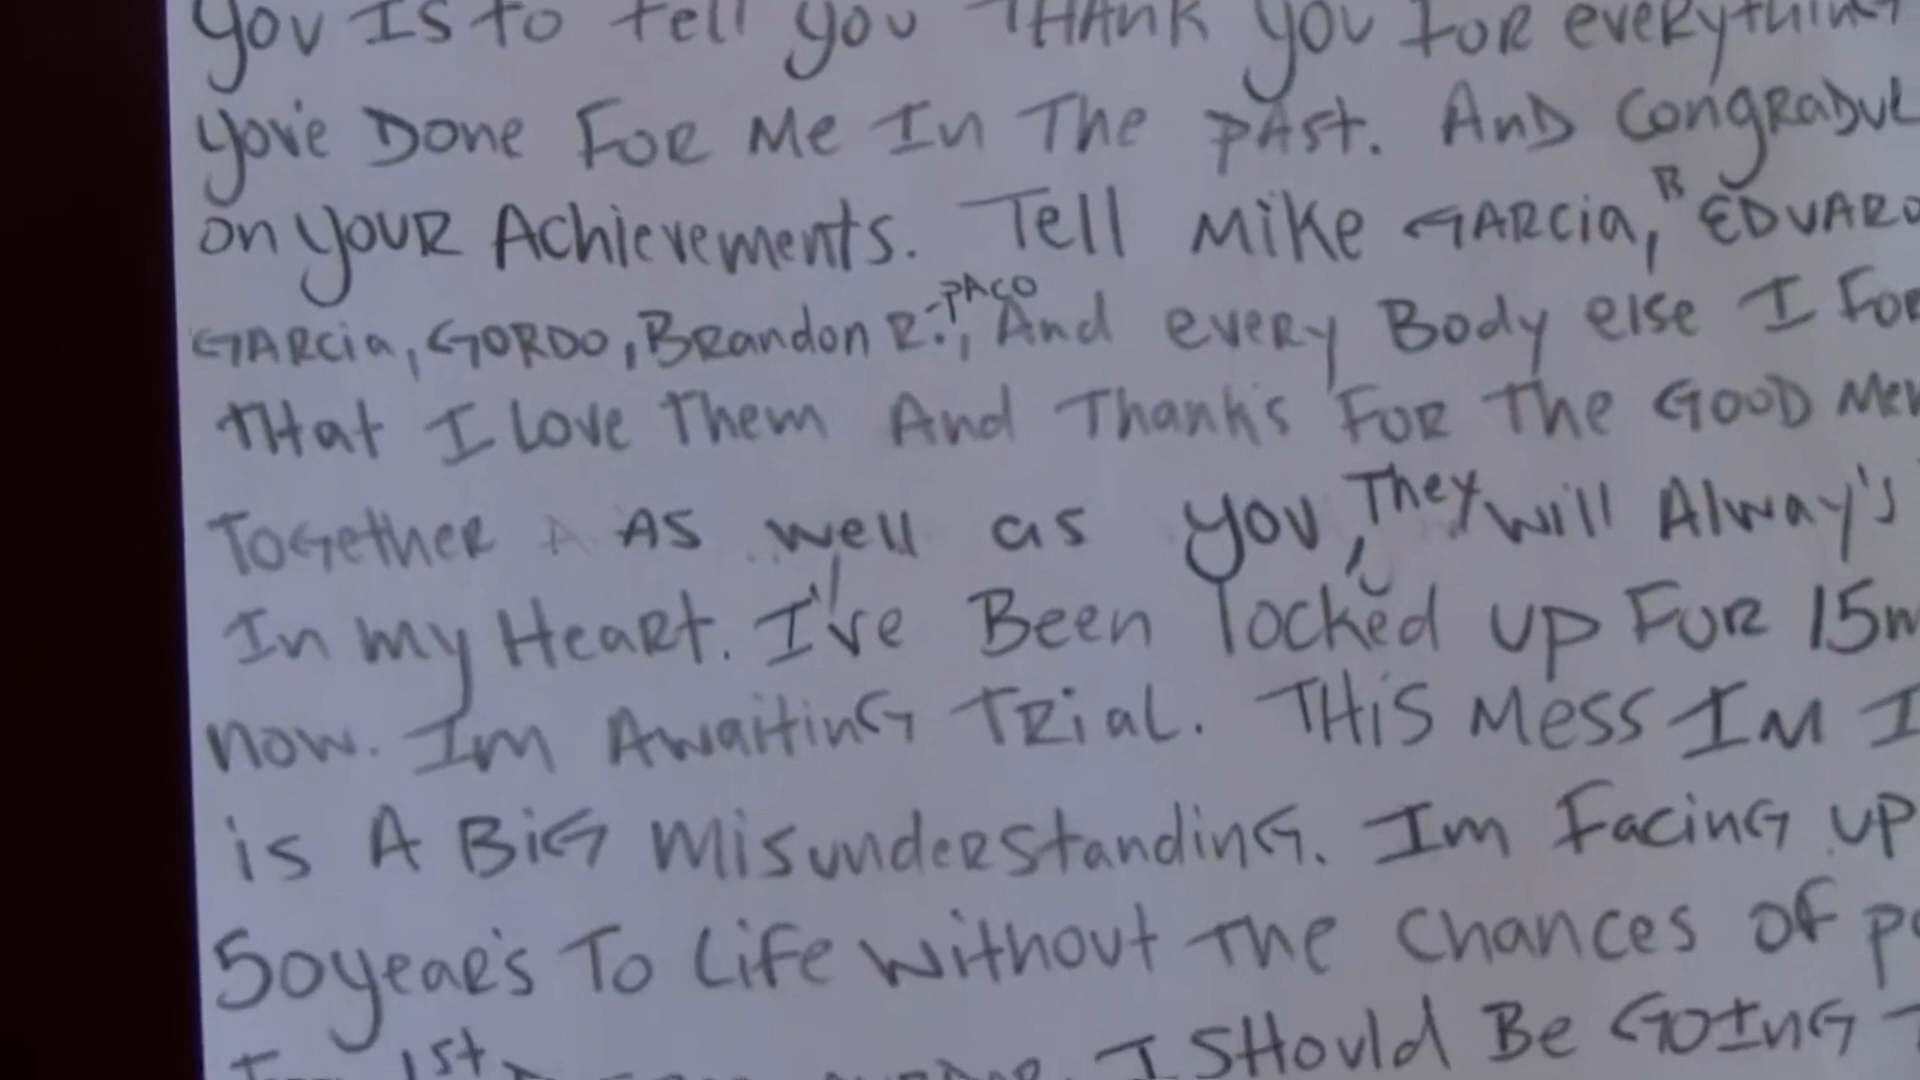 you Is to tell you THAnk you FOR eveRything
you've Done FOR Me In The pAst. AnD CongRADUL
on youR Achievements. Tell Mike GARCia, B EDUARD
GARCia, GORDO, BRandon R.-PACO, And eveRy Body else I FOR
tHat I Love Them And Thank's FOR The GOOD Mem
ToGetheR A AS well as you, They will Alway's
In my HeaRt. I've Been locked up FOR 15m
now. Im AwaitinG TRial. THiS Mess IM I
is A BiG MisundeRstandinG. Im FacinG up
50yeaR's To Life without The Chances of p
1st I SHould Be GOInG T